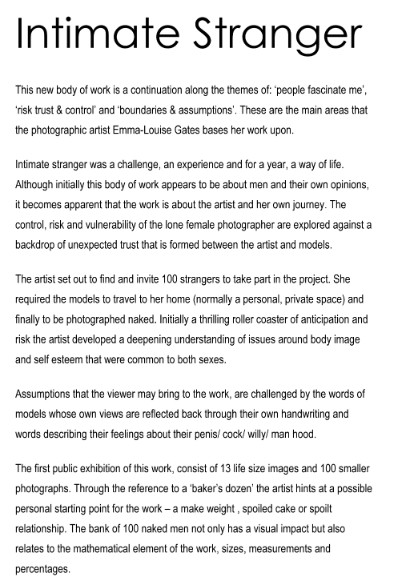 Intimate Stranger
This new body of work is a continuation along the themes of: ‘people fascinate me’,
‘risk trust & control’ and ‘boundaries & assumptions’. These are the main areas that
the photographic artist Emma-Louise Gates bases her work upon.
Intimate stranger was a challenge, an experience and for a year, a way of life.
Although initially this body of work appears to be about men and their own opinions,
it becomes apparent that the work is about the artist and her own journey. The
control, risk and vulnerability of the lone female photographer are explored against a
backdrop of unexpected trust that is formed between the artist and models.
The artist set out to find and invite 100 strangers to take part in the project. She
required the models to travel to her home (normally a personal, private space) and
finally to be photographed naked. Initially a thrilling roller coaster of anticipation and
risk the artist developed a deepening understanding of issues around body image
and self esteem that were common to both sexes.
Assumptions that the viewer may bring to the work, are challenged by the words of
models whose own views are reflected back through their own handwriting and
words describing their feelings about their penis/ cock/ willy/ man hood.
The first public exhibition of this work, consist of 13 life size images and 100 smaller
photographs. Through the reference to a ‘baker’s dozen’ the artist hints at a possible
personal starting point for the work – a make weight , spoiled cake or spoilt
relationship. The bank of 100 naked men not only has a visual impact but also
relates to the mathematical element of the work, sizes, measurements and
percentages.